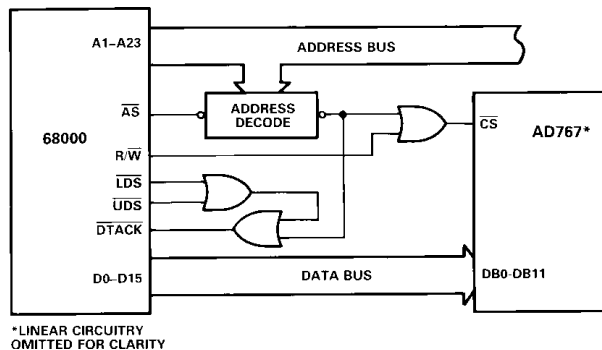 A1–A23
ADDRESS BUS
AS
ADDRESS
DECODE
CS
AD767*
68000
R/W
LDS
UDS
DTACK
D0–D15
DATA BUS
DB0-DB11
*LINEAR CIRCUITRY
OMITTED FOR CLARITY